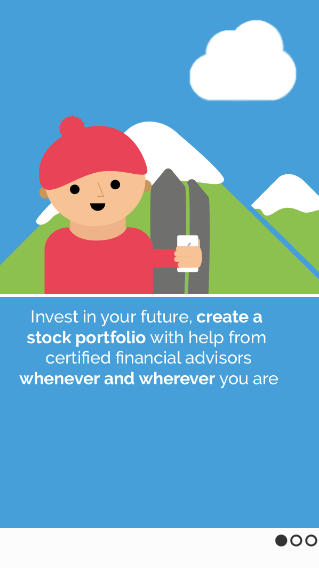 Invest in your future, create a
stock portfolio with help from
certified financial advisors
whenever and wherever you are